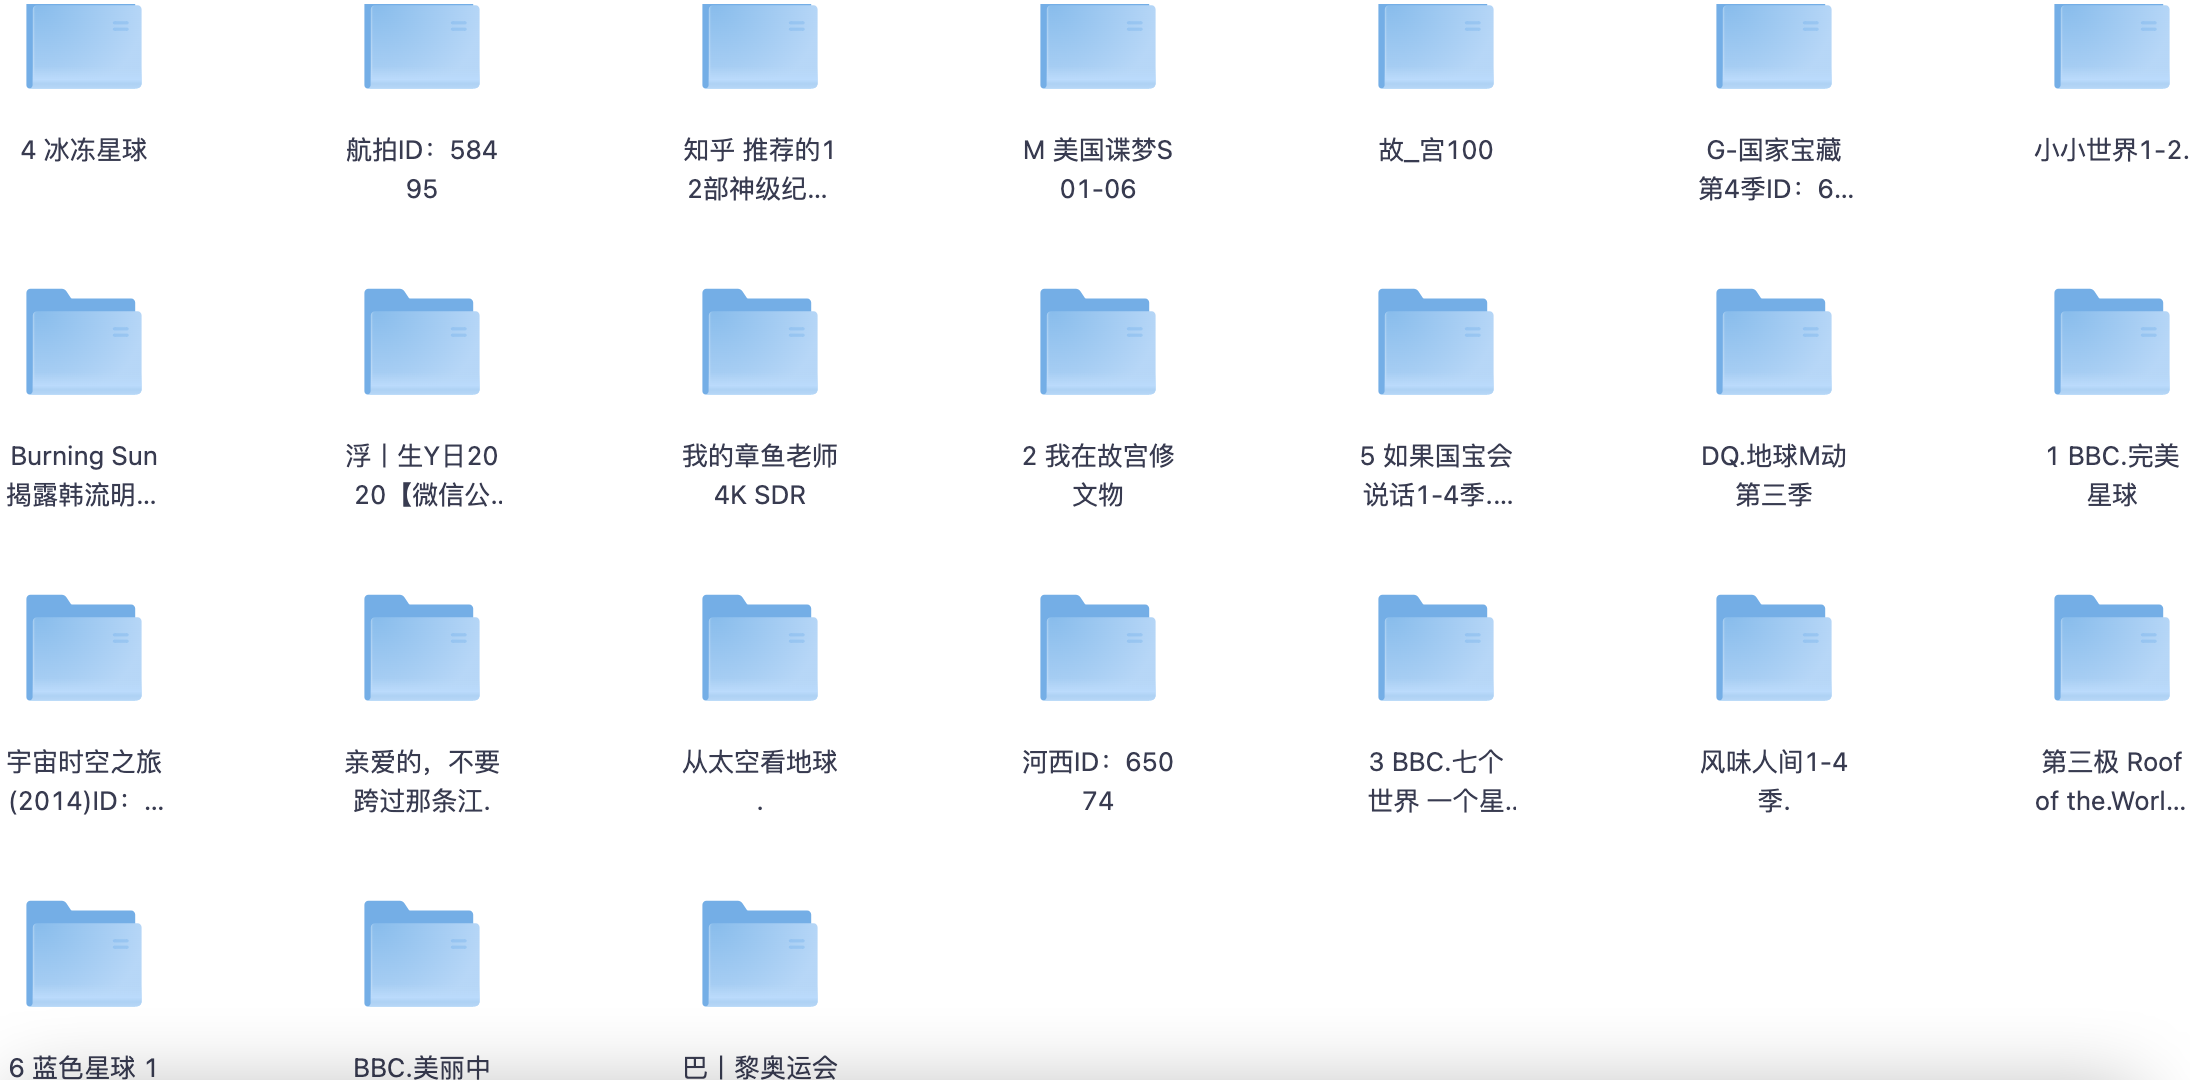 4 冰冻星球
航拍ID：584
95
知乎 推荐的1
2部神级纪...
M 美国谍梦S
01-06
故_宫100
G-国家宝藏
第4季ID：6...
小小世界1-2.
Burning Sun
揭露韩流明...
浮丨生Y日20
20【微信公..
我的章鱼老师
4K SDR
2 我在故宫修
文物
5 如果国宝会
说话1-4季....
DQ.地球M动
第三季
1 BBC.完美
星球
宇宙时空之旅
(2014)ID：...
亲爱的，不要
跨过那条江.
从太空看地球
.
河西ID：650
74
3 BBC.七个
世界 一个星..
风味人间1-4
季.
第三极 Roof
of the.Worl...
6 蓝色星球 1
BBC.美丽中
巴丨黎奥运会